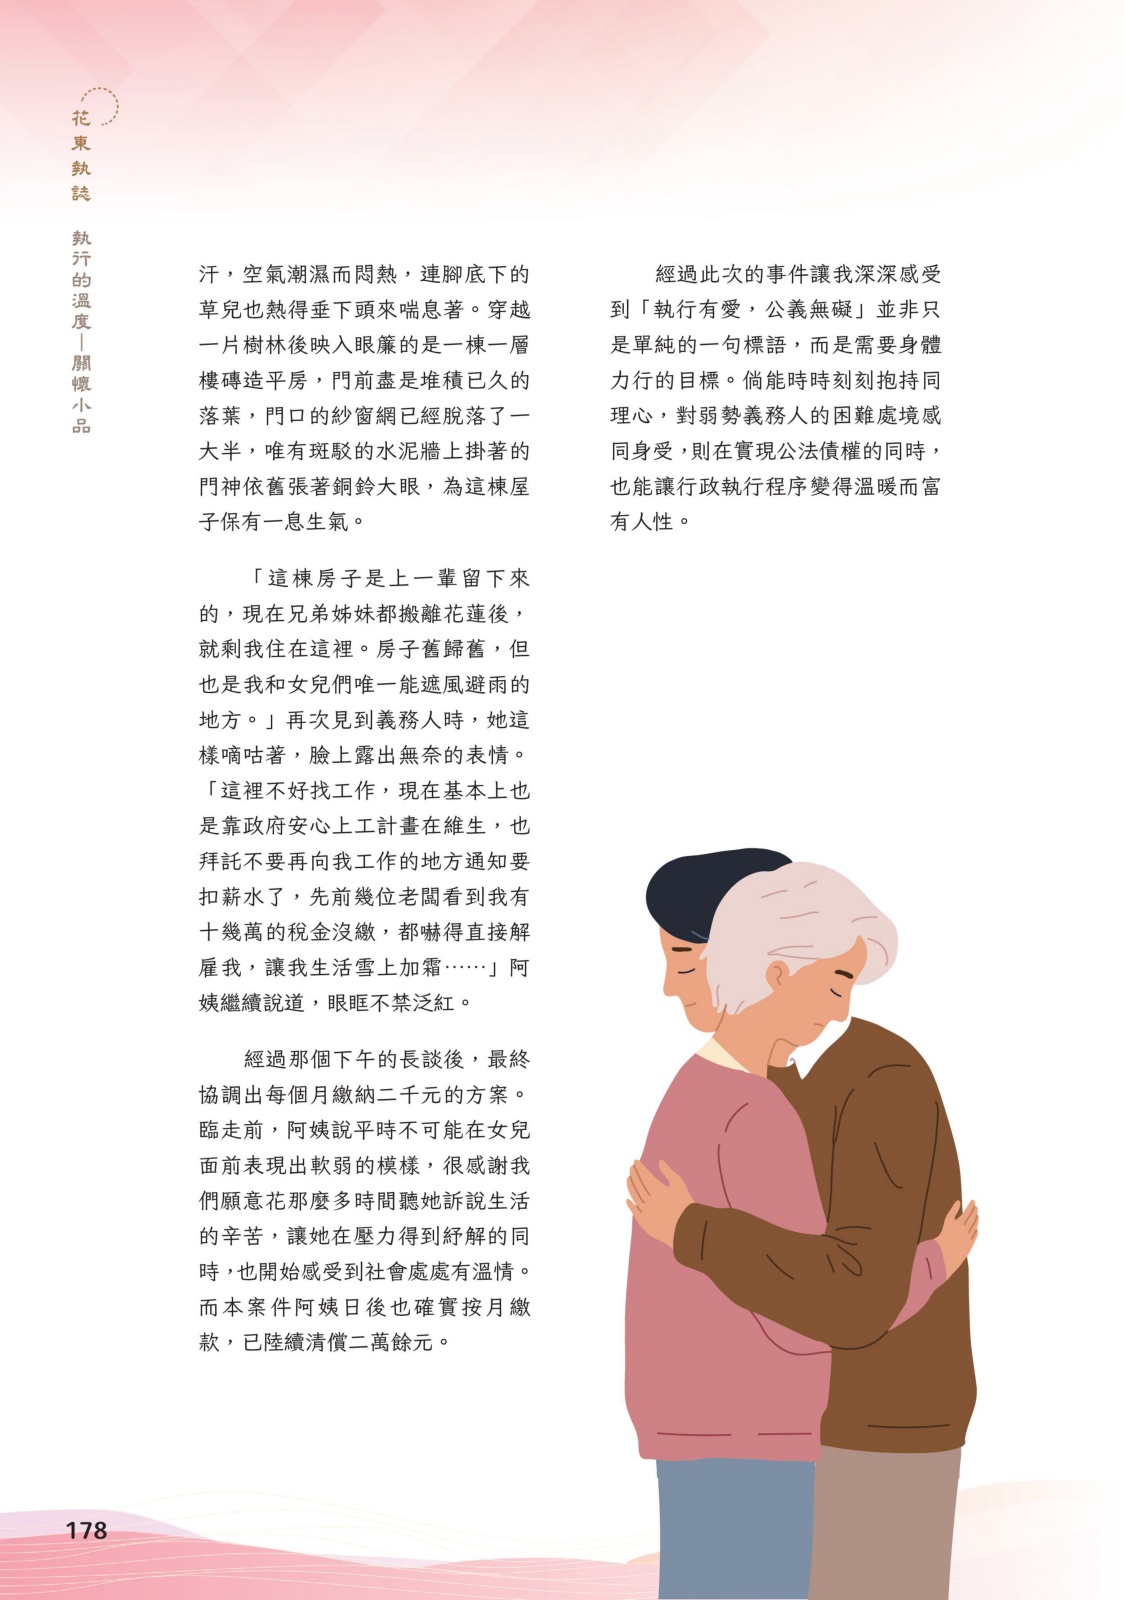 花東執誌　執行的溫度—關懷小品
汗，空氣潮濕而悶熱，連腳底下的
草兒也熱得垂下頭來喘息著。穿越
一片樹林後映入眼簾的是一棟一層
樓磚造平房，門前盡是堆積已久的
落葉，門口的紗窗網已經脫落了一
大半，唯有斑駁的水泥牆上掛著的
門神依舊張著銅鈴大眼，為這棟屋
子保有一息生氣。
「這棟房子是上一輩留下來
的，現在兄弟姊妹都搬離花蓮後，
就剩我住在這裡。房子舊歸舊，但
也是我和女兒們唯一能遮風避雨的
地方。」再次見到義務人時，她這
樣嘀咕著，臉上露出無奈的表情。
「這裡不好找工作，現在基本上也
是靠政府安心上工計畫在維生，也
拜託不要再向我工作的地方通知要
扣薪水了，先前幾位老闆看到我有
十幾萬的稅金沒繳，都嚇得直接解
雇我，讓我生活雪上加霜……」阿
姨繼續說道，眼眶不禁泛紅。
經過那個下午的長談後，最終
協調出每個月繳納二千元的方案。
臨走前，阿姨說平時不可能在女兒
面前表現出軟弱的模樣，很感謝我
們願意花那麼多時間聽她訴說生活
的辛苦，讓她在壓力得到紓解的同
時，也開始感受到社會處處有溫情。
而本案件阿姨日後也確實按月繳
款，已陸續清償二萬餘元。
經過此次的事件讓我深深感受
到「執行有愛，公義無礙」並非只
是單純的一句標語，而是需要身體
力行的目標。倘能時時刻刻抱持同
理心，對弱勢義務人的困難處境感
同身受，則在實現公法債權的同時，
也能讓行政執行程序變得溫暖而富
有人性。
178